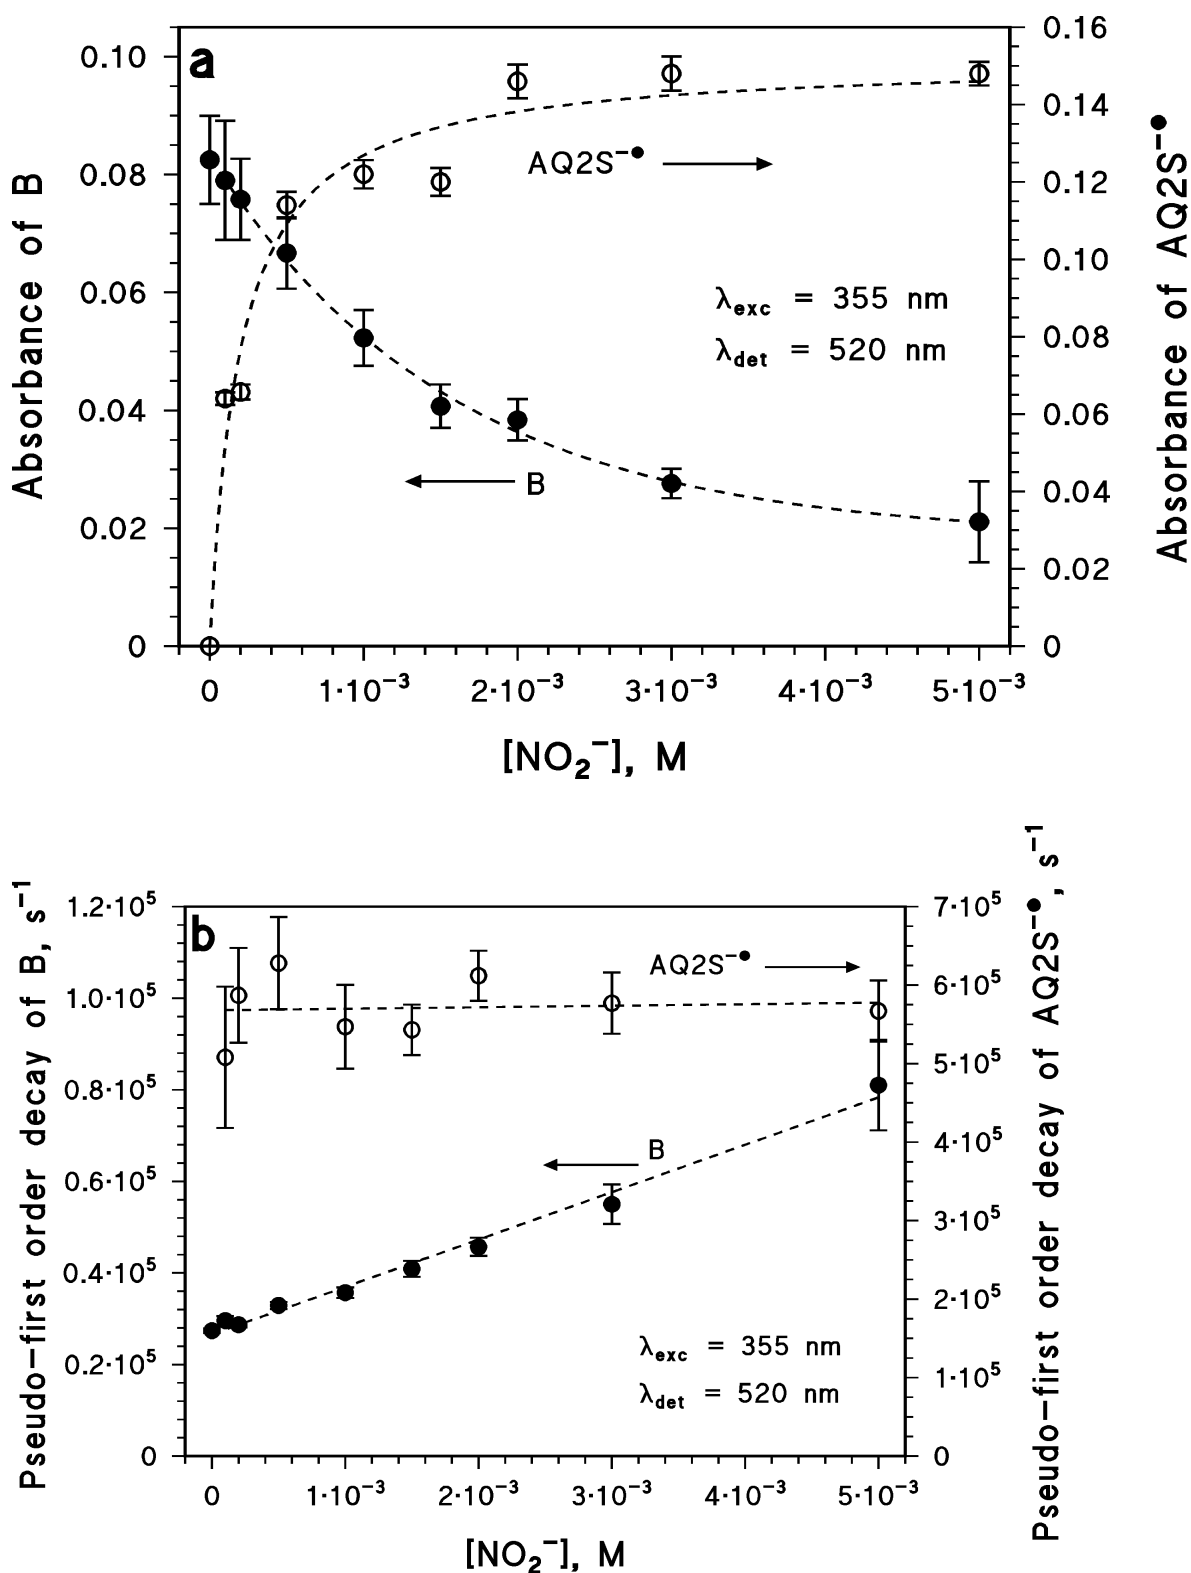 a
Absorbance of B
0.10
0.08
0.06
0.04
0.02
0
Absorbance of AQ2S⁻•
0.16
0.14
0.12
0.10
0.08
0.06
0.04
0.02
0
AQ2S⁻•
λexc = 355 nm
λdet = 520 nm
B
0
1·10⁻³
2·10⁻³
3·10⁻³
4·10⁻³
5·10⁻³
[NO₂⁻], M
b
Pseudo−first order decay of B, s⁻¹
1.2·10⁵
1.0·10⁵
0.8·10⁵
0.6·10⁵
0.4·10⁵
0.2·10⁵
0
Pseudo−first order decay of AQ2S⁻•, s⁻¹
7·10⁵
6·10⁵
5·10⁵
4·10⁵
3·10⁵
2·10⁵
1·10⁵
0
AQ2S⁻•
B
λexc = 355 nm
λdet = 520 nm
0
1·10⁻³
2·10⁻³
3·10⁻³
4·10⁻³
5·10⁻³
[NO₂⁻], M